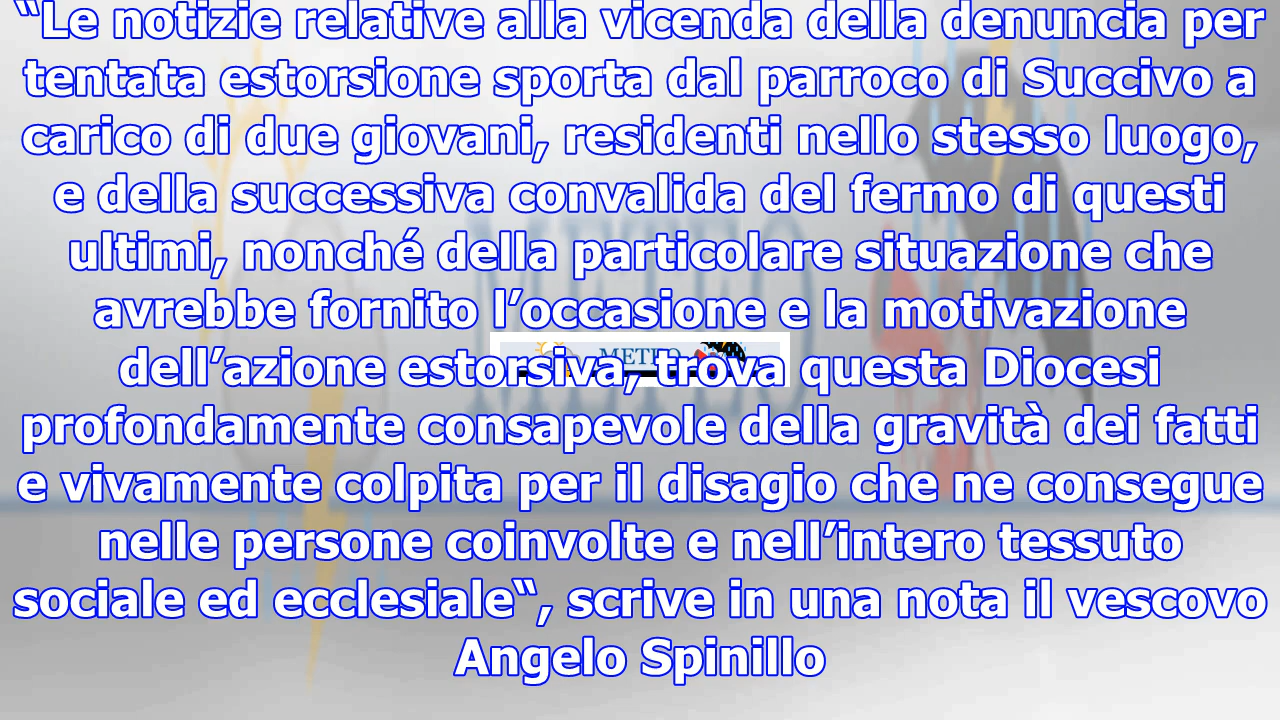 “Le notizie relative alla vicenda della denuncia per
tentata estorsione sporta dal parroco di Succivo a
carico di due giovani, residenti nello stesso luogo,
e della successiva convalida del fermo di questi
ultimi, nonché della particolare situazione che
avrebbe fornito l’occasione e la motivazione
dell’azione estorsiva, trova questa Diocesi
profondamente consapevole della gravità dei fatti
e vivamente colpita per il disagio che ne consegue
nelle persone coinvolte e nell’intero tessuto
sociale ed ecclesiale“, scrive in una nota il vescovo
Angelo Spinillo
METEO
METEO